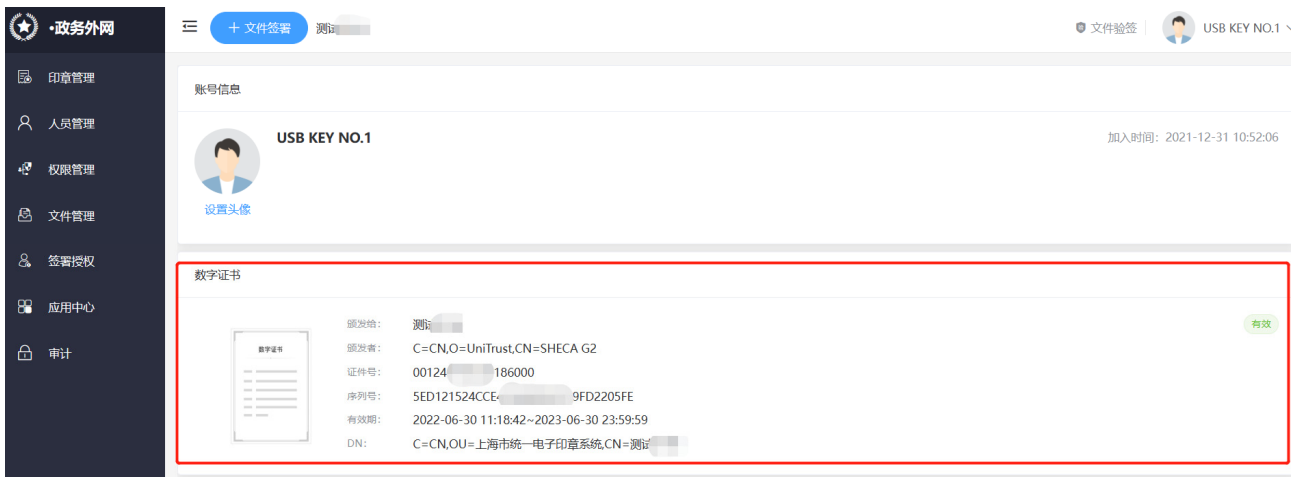 ·政务外网
+ 文件签署 测试
文件验签 USB KEY NO.1
印章管理
人员管理
权限管理
文件管理
签署授权
应用中心
审计
账号信息
USB KEY NO.1
加入时间：2021-12-31 10:52:06
设置头像
数字证书
数字证书
颁发给： 测试
有效
颁发者： C=CN,O=UniTrust,CN=SHECA G2
证件号： 00124 186000
序列号： 5ED121524CCE 9FD2205FE
有效期： 2022-06-30 11:18:42~2023-06-30 23:59:59
DN： C=CN,OU=上海市统一电子印章系统,CN=测试